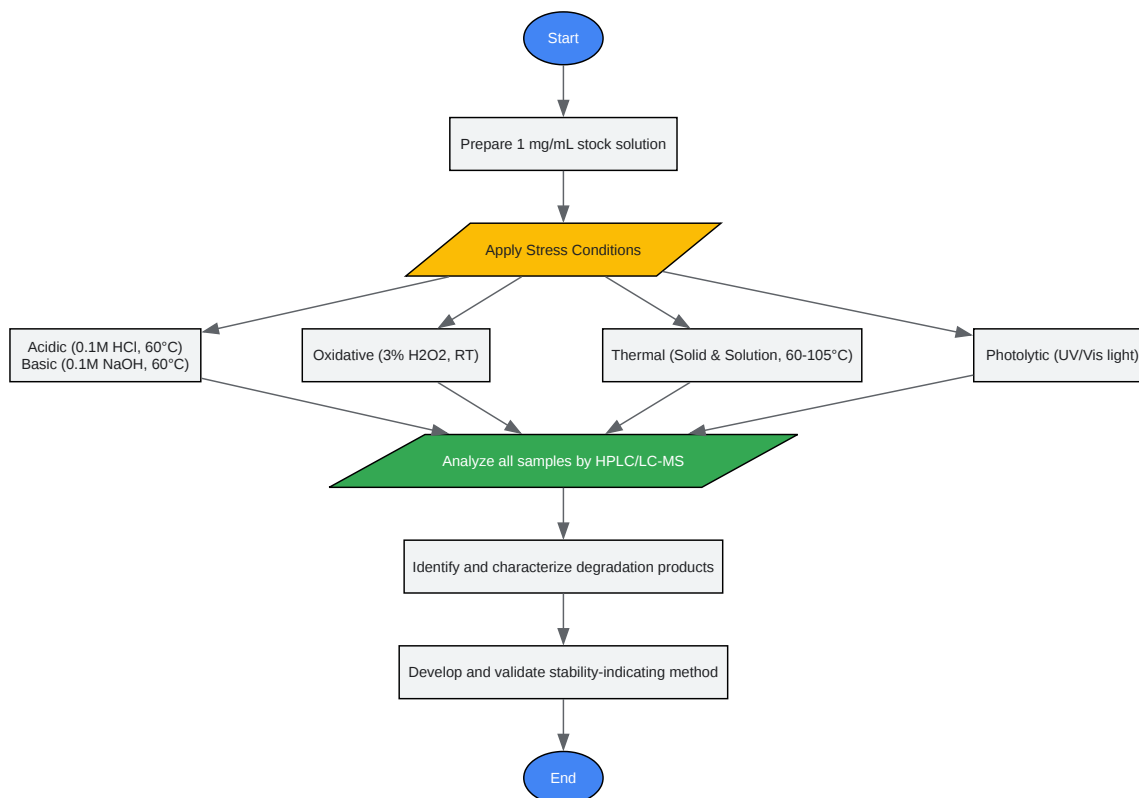 Start
Prepare 1 mg/mL stock solution
Apply Stress Conditions
Acidic (0.1M HCl, 60°C)
Basic (0.1M NaOH, 60°C)
Oxidative (3% H2O2, RT)
Thermal (Solid & Solution, 60-105°C)
Photolytic (UV/Vis light)
Analyze all samples by HPLC/LC-MS
Identify and characterize degradation products
Develop and validate stability-indicating method
End